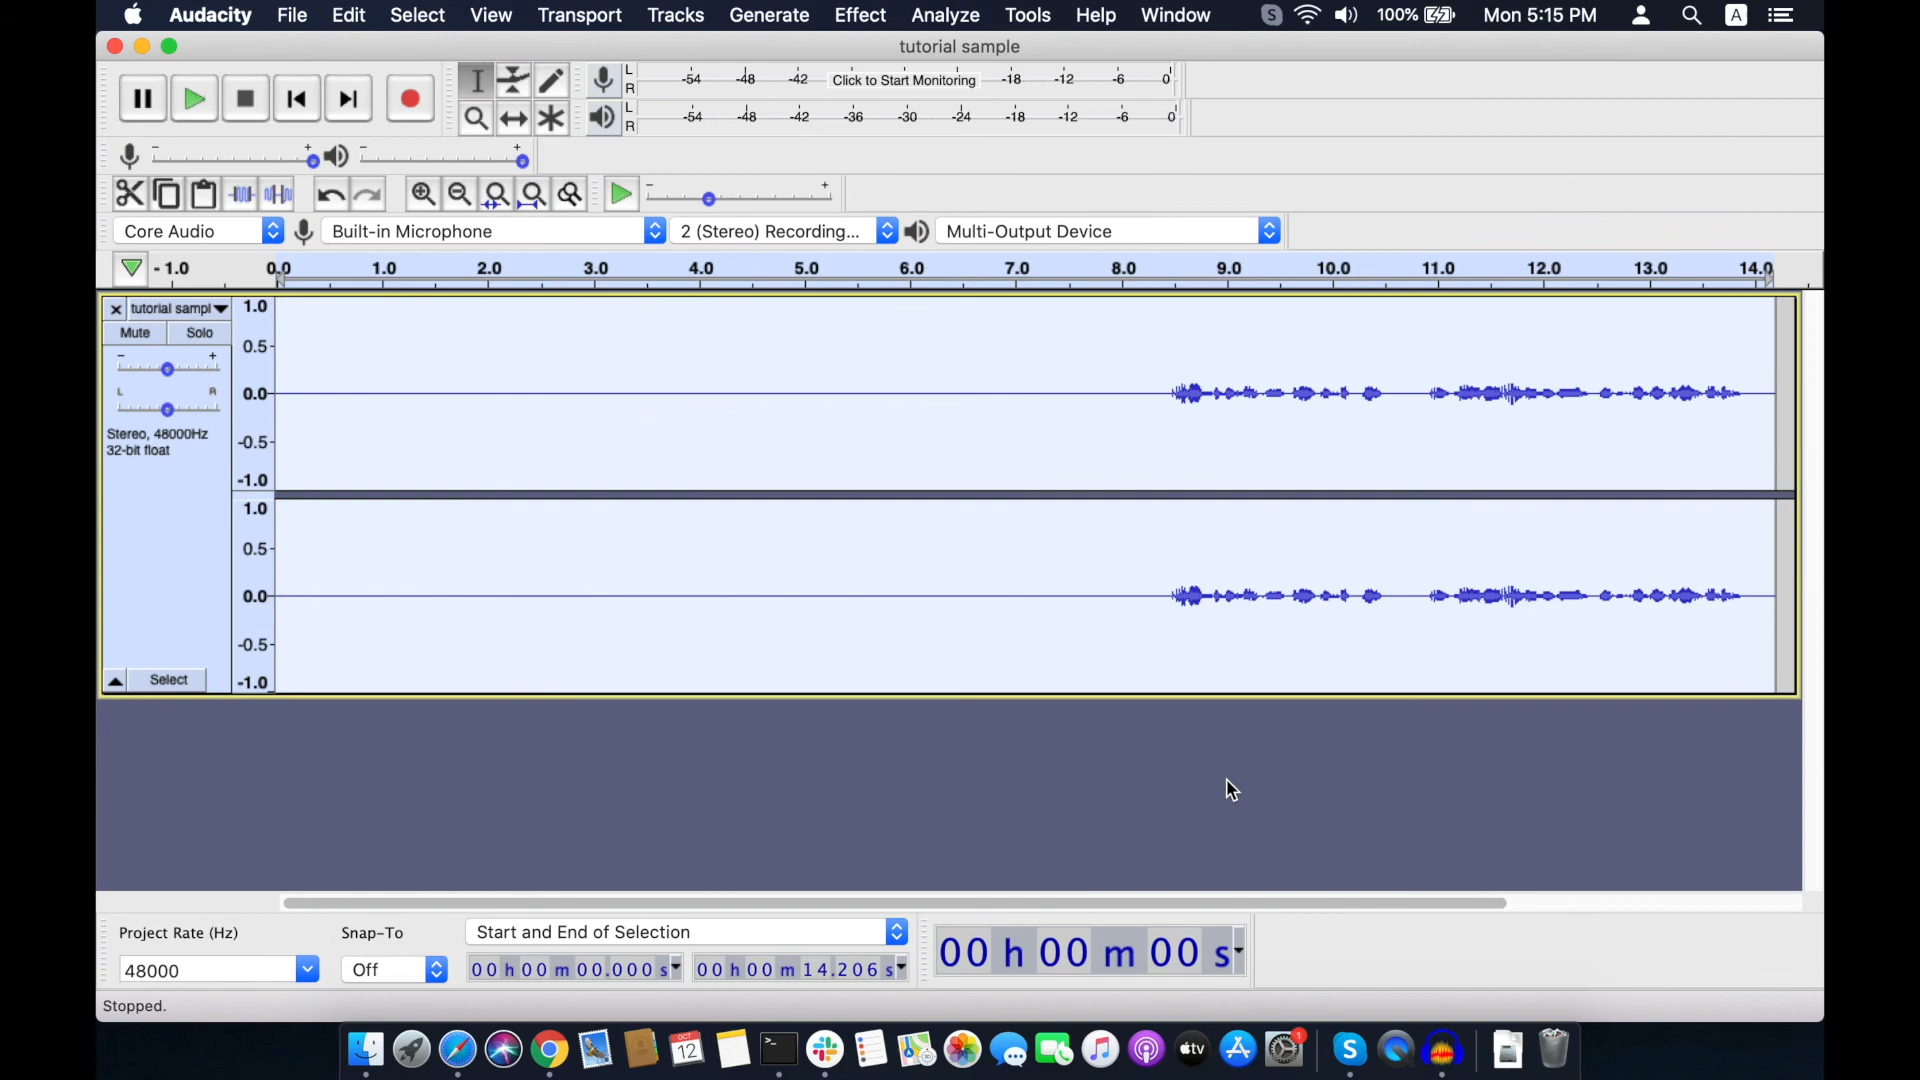 Audacity File Edit Select View Transport Tracks Generate Effect Analyze Tools Help Window 100% Mon 5:15 PM A
tutorial sample
L -54 -48 -42 Click to Start Monitoring -18 -12 -6 0
R
L -54 -48 -42 -36 -30 -24 -18 -12 -6 0
R
Core Audio Built-in Microphone 2 (Stereo) Recording... Multi-Output Device
-1.0 0.0 1.0 2.0 3.0 4.0 5.0 6.0 7.0 8.0 9.0 10.0 11.0 12.0 13.0 14.0
tutorial sampl 1.0
Mute Solo
0.5
L R
0.0
Stereo, 48000Hz
32-bit float
-0.5
-1.0
1.0
0.5
0.0
-0.5
Select -1.0
Project Rate (Hz) Snap-To Start and End of Selection
48000 Off 00 h 00 m 00.000 s 00 h 00 m 14.206 s 00 h 00 m 00 s
Stopped.
OCT
12
tv
1